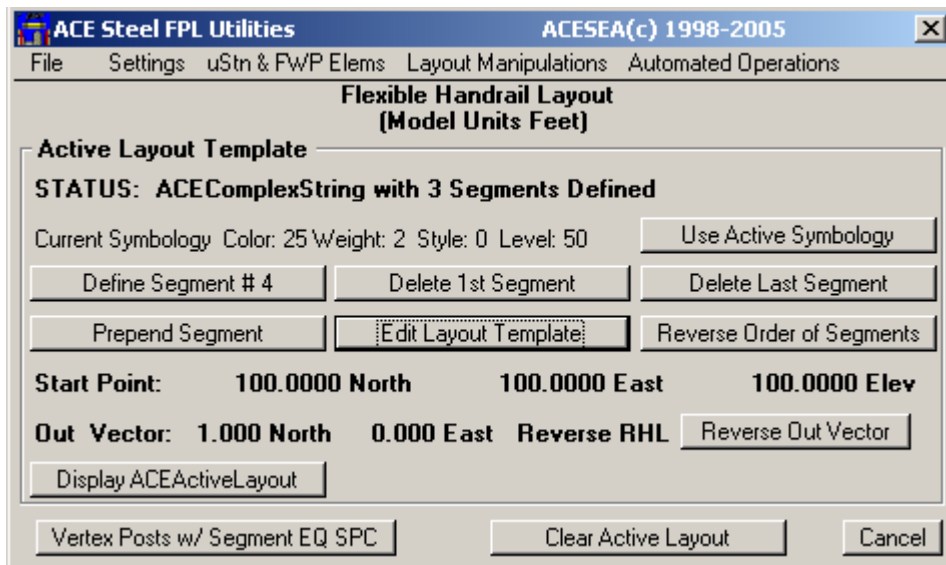 ACE Steel FPL Utilities ACESEA(c) 1998-2005
File Settings uStn & FWP Elems Layout Manipulations Automated Operations
Flexible Handrail Layout
(Model Units Feet)
Active Layout Template
STATUS: ACEComplexString with 3 Segments Defined
Current Symbology Color: 25 Weight: 2 Style: 0 Level: 50 Use Active Symbology
Define Segment # 4 Delete 1st Segment Delete Last Segment
Prepend Segment Edit Layout Template Reverse Order of Segments
Start Point: 100.0000 North 100.0000 East 100.0000 Elev
Out Vector: 1.000 North 0.000 East Reverse RHL Reverse Out Vector
Display ACEActiveLayout
Vertex Posts w/ Segment EQ SPC Clear Active Layout Cancel